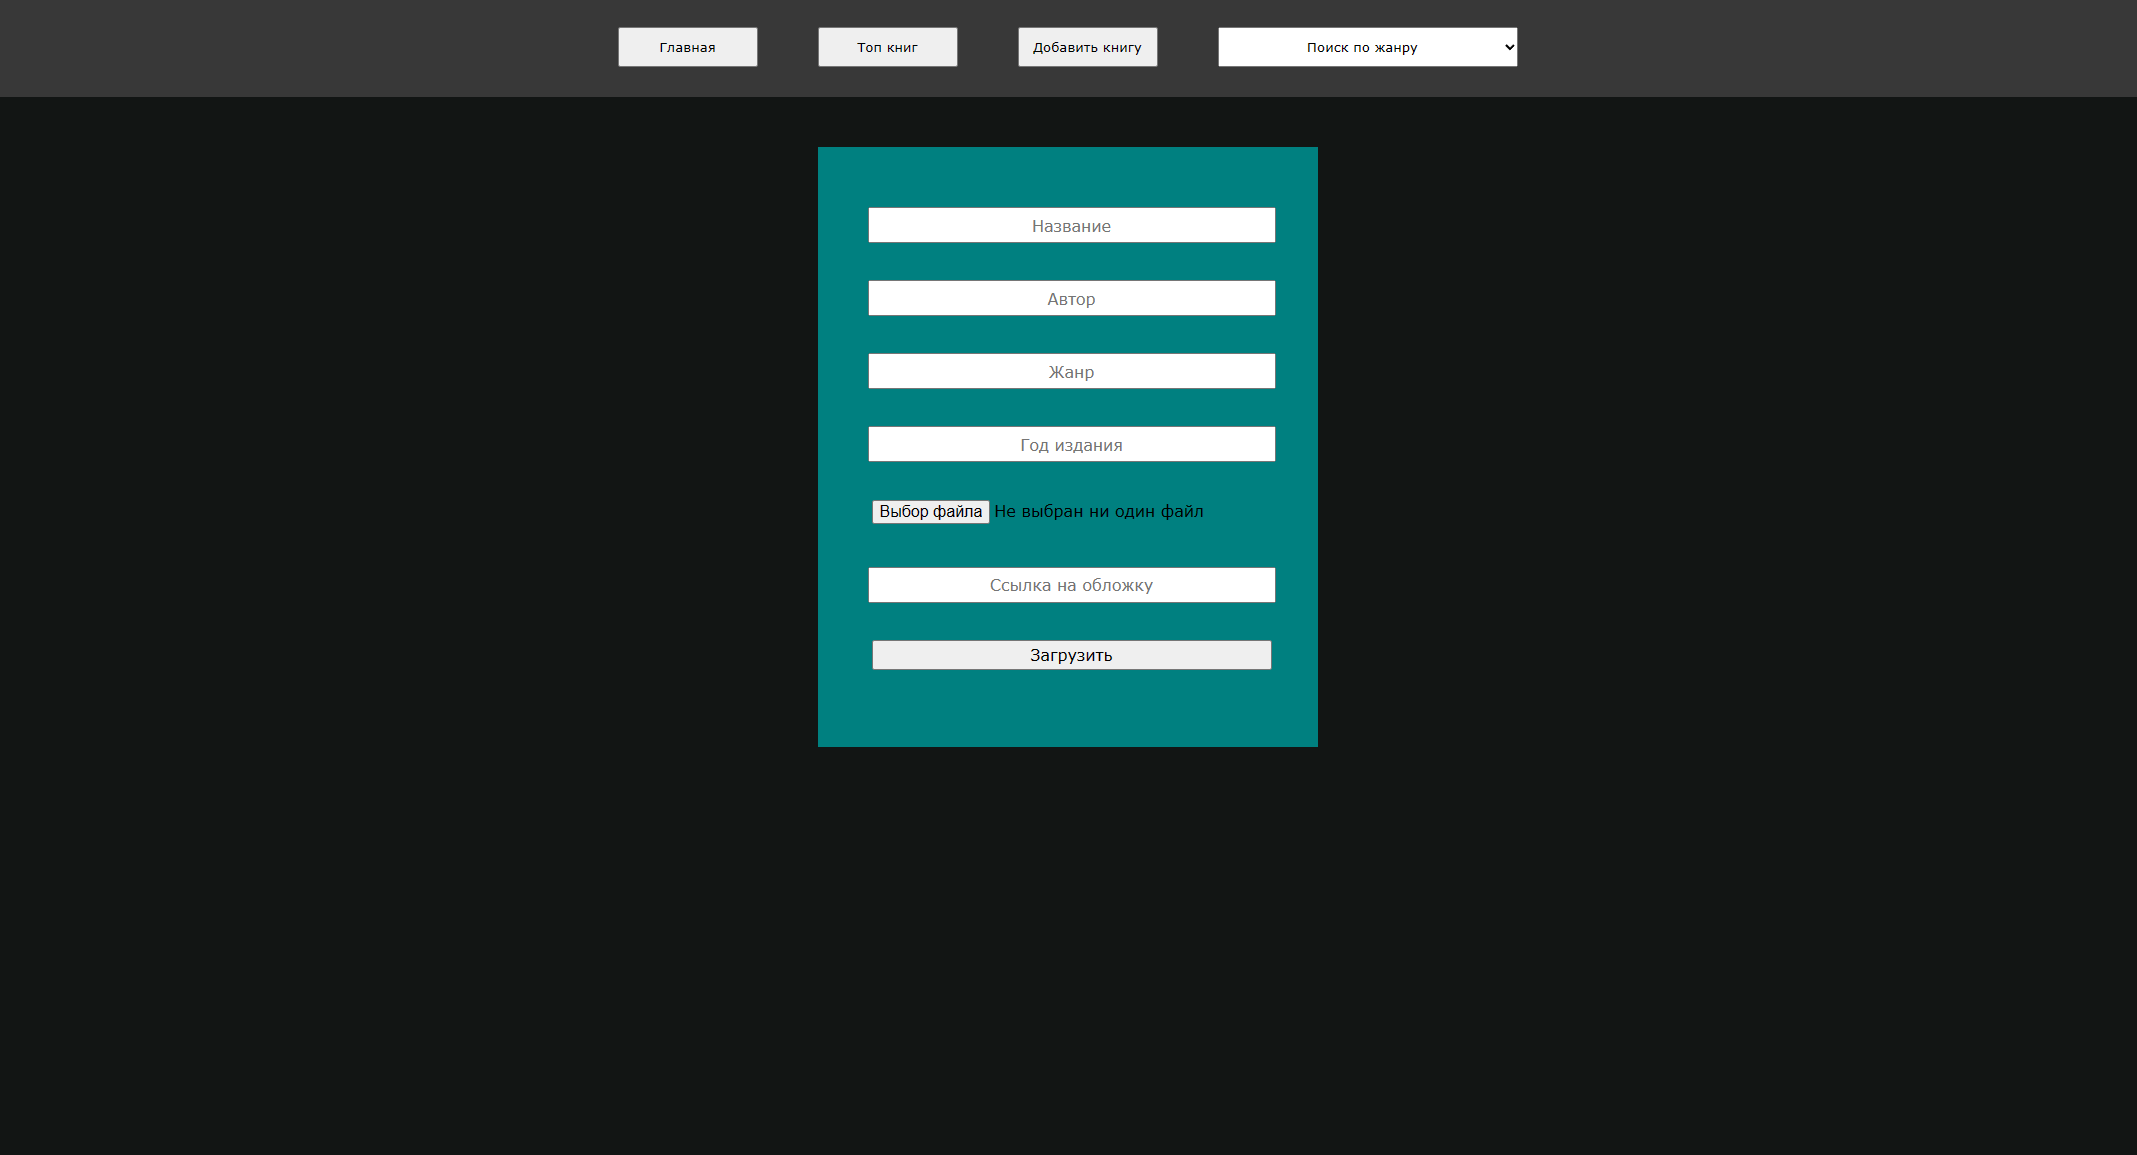 Главная
Топ книг
Добавить книгу
Поиск по жанру
Название
Автор
Жанр
Год издания
Выбор файла Не выбран ни один файл
Ссылка на обложку
Загрузить